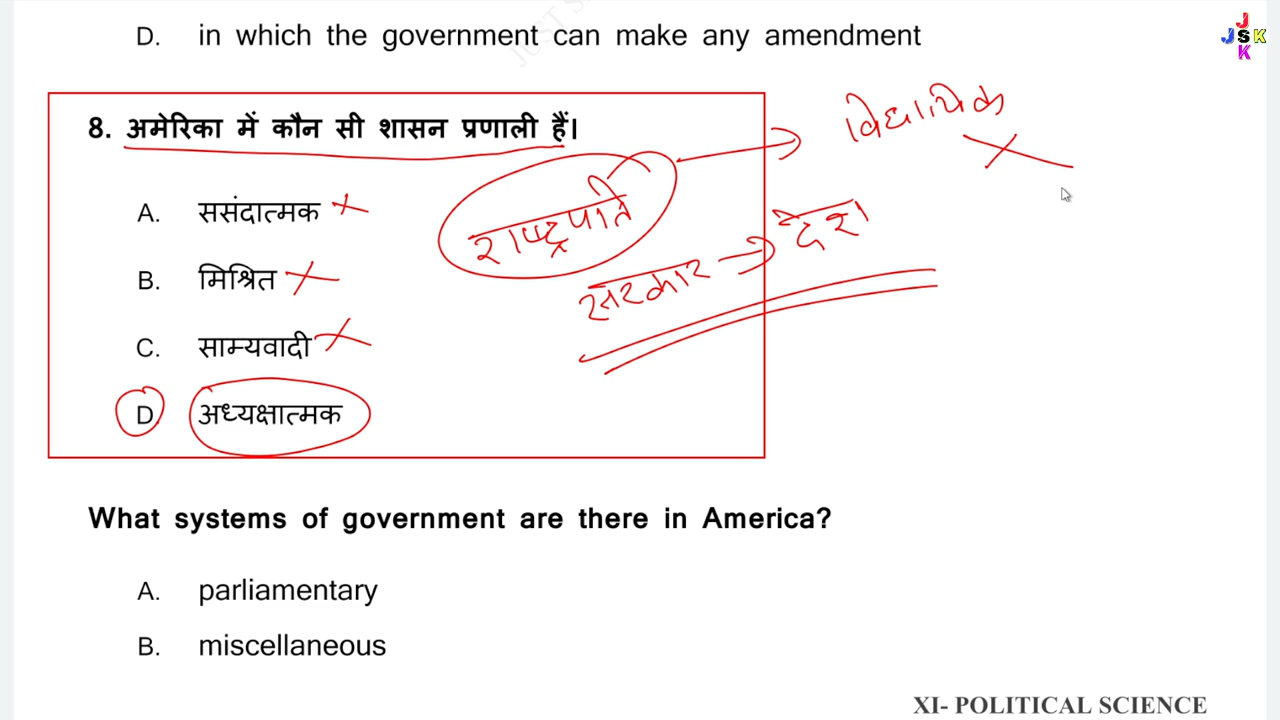 D. in which the government can make any amendment
J
J S K
K
8. अमेरिका में कौन सी शासन प्रणाली हैं।
विधायिका
A. ससंदात्मक
राष्ट्रपति
देश
B. मिश्रित
सरकार
C. साम्यवादी
D. अध्यक्षात्मक
What systems of government are there in America?
A. parliamentary
B. miscellaneous
XI- POLITICAL SCIENCE